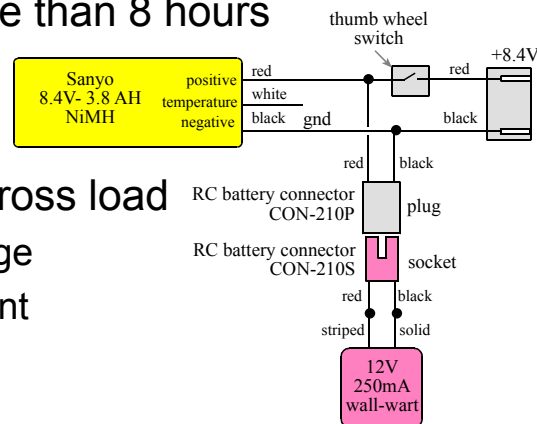 e than 8 hours
thumb wheel
switch
+8.4V
Sanyo
8.4V- 3.8 AH
NiMH
positive
temperature
negative
red
white
black
gnd
red
black
red
black
ross load
ge
nt
RC battery connector
CON-210P
plug
RC battery connector
CON-210S
socket
red
black
striped
solid
12V
250mA
wall-wart